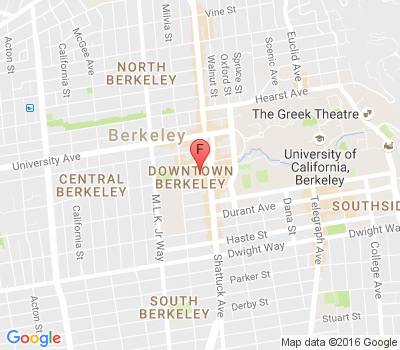 Vine St
Milvia St
Acton St
McGee Ave
California St
Walnut St
Spruce St
Oxford St
Scenic Ave
Euclid Ave
NORTH
BERKELEY
Hearst Ave
The Greek Theatre
Berkeley
F
University Ave
University of
California,
Berkeley
DOWNTOWN
BERKELEY
CENTRAL
BERKELEY
M.L.K. Jr Way
California St
Durant Ave
Dana St
Telegraph Ave
SOUTHSID
Haste St
Dwight Way
Dwight Way
College Ave
Shattuck Ave
Parker St
SOUTH
BERKELEY
Derby St
Acton St
Stuart St
Google
Map data ©2016 Google